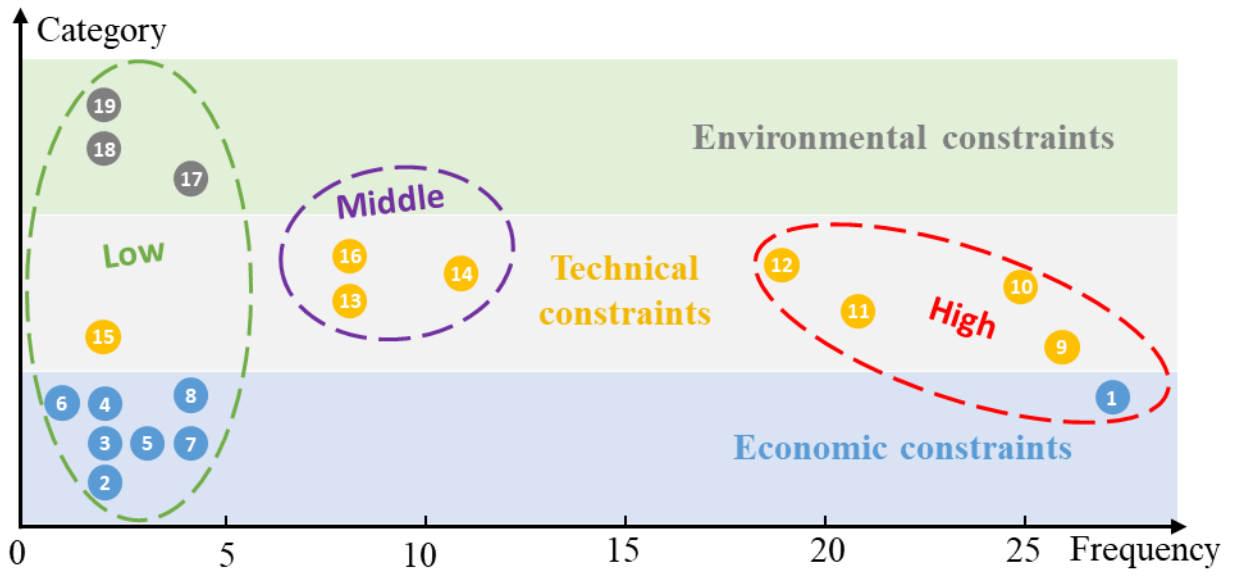 Category
19
18
Environmental constraints
17
Middle
Low
16
14
13
Technical
constraints
12
10
11
High
9
15
6
4
8
1
3
5
7
Economic constraints
2
0
5
10
15
20
25
Frequency